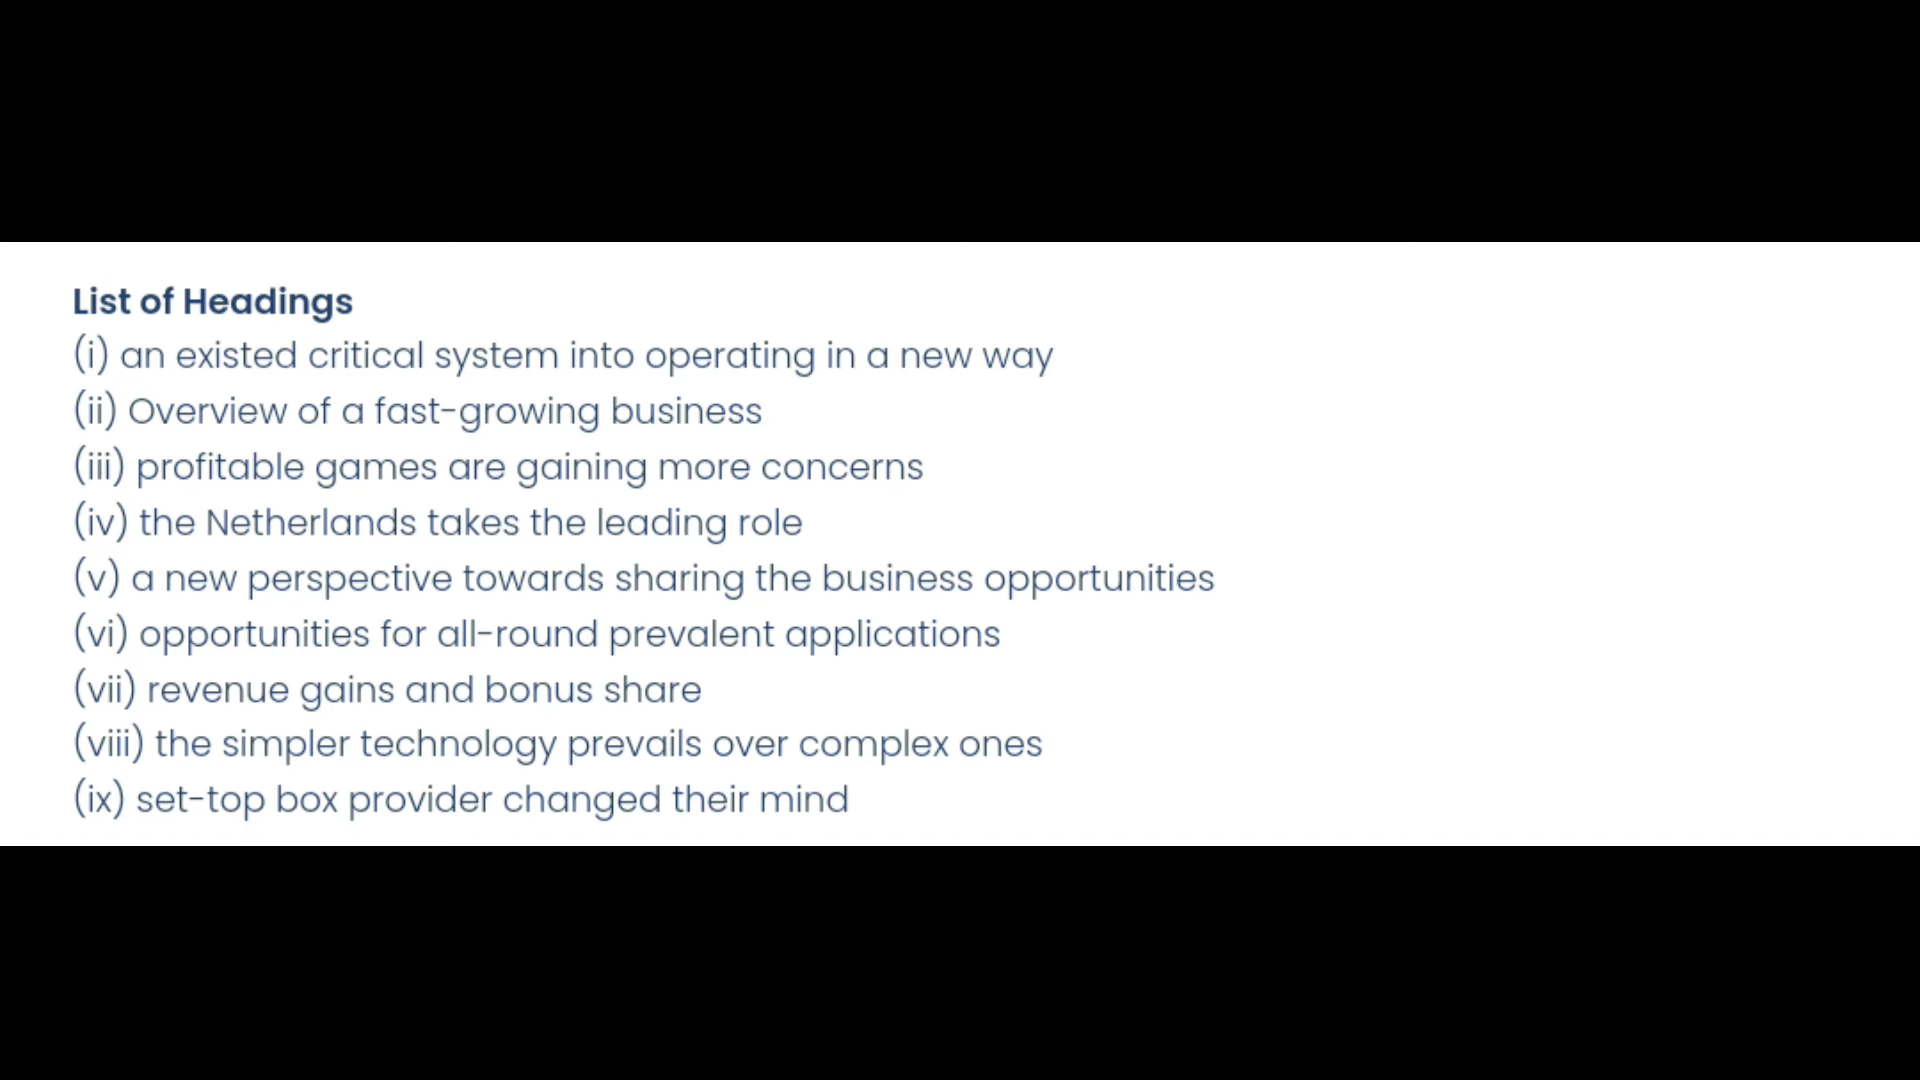 List of Headings
(i) an existed critical system into operating in a new way
(ii) Overview of a fast-growing business
(iii) profitable games are gaining more concerns
(iv) the Netherlands takes the leading role
(v) a new perspective towards sharing the business opportunities
(vi) opportunities for all-round prevalent applications
(vii) revenue gains and bonus share
(viii) the simpler technology prevails over complex ones
(ix) set-top box provider changed their mind